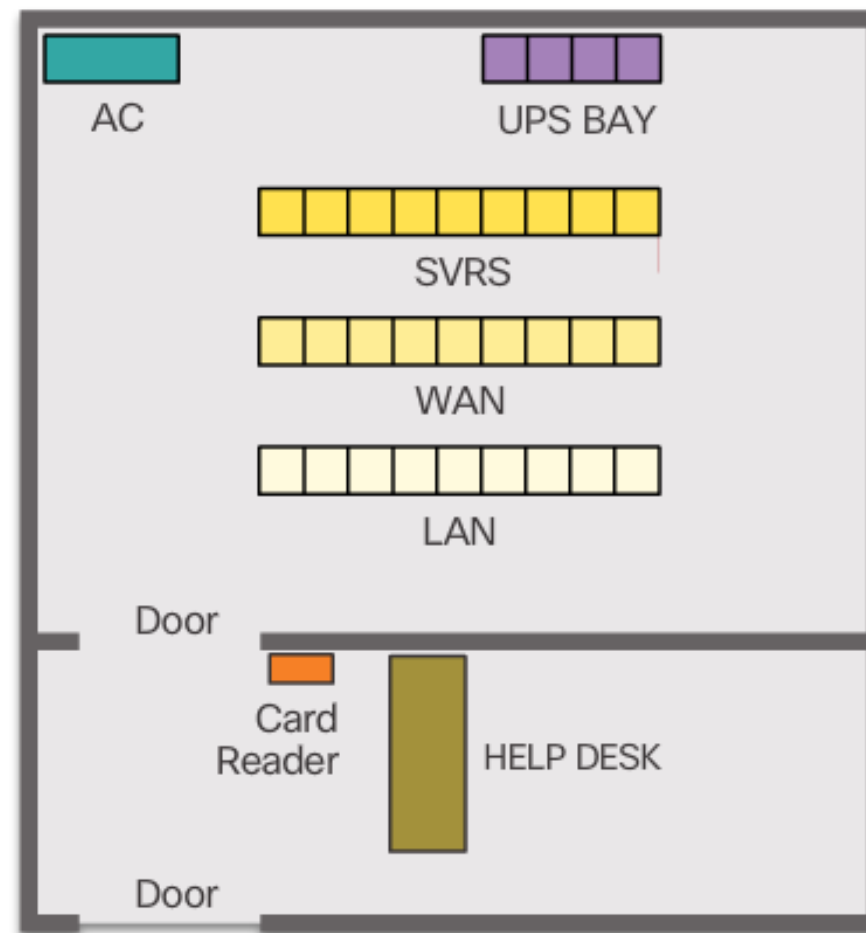 AC
UPS BAY
SVRS
WAN
LAN
Door
Card
Reader
HELP DESK
Door